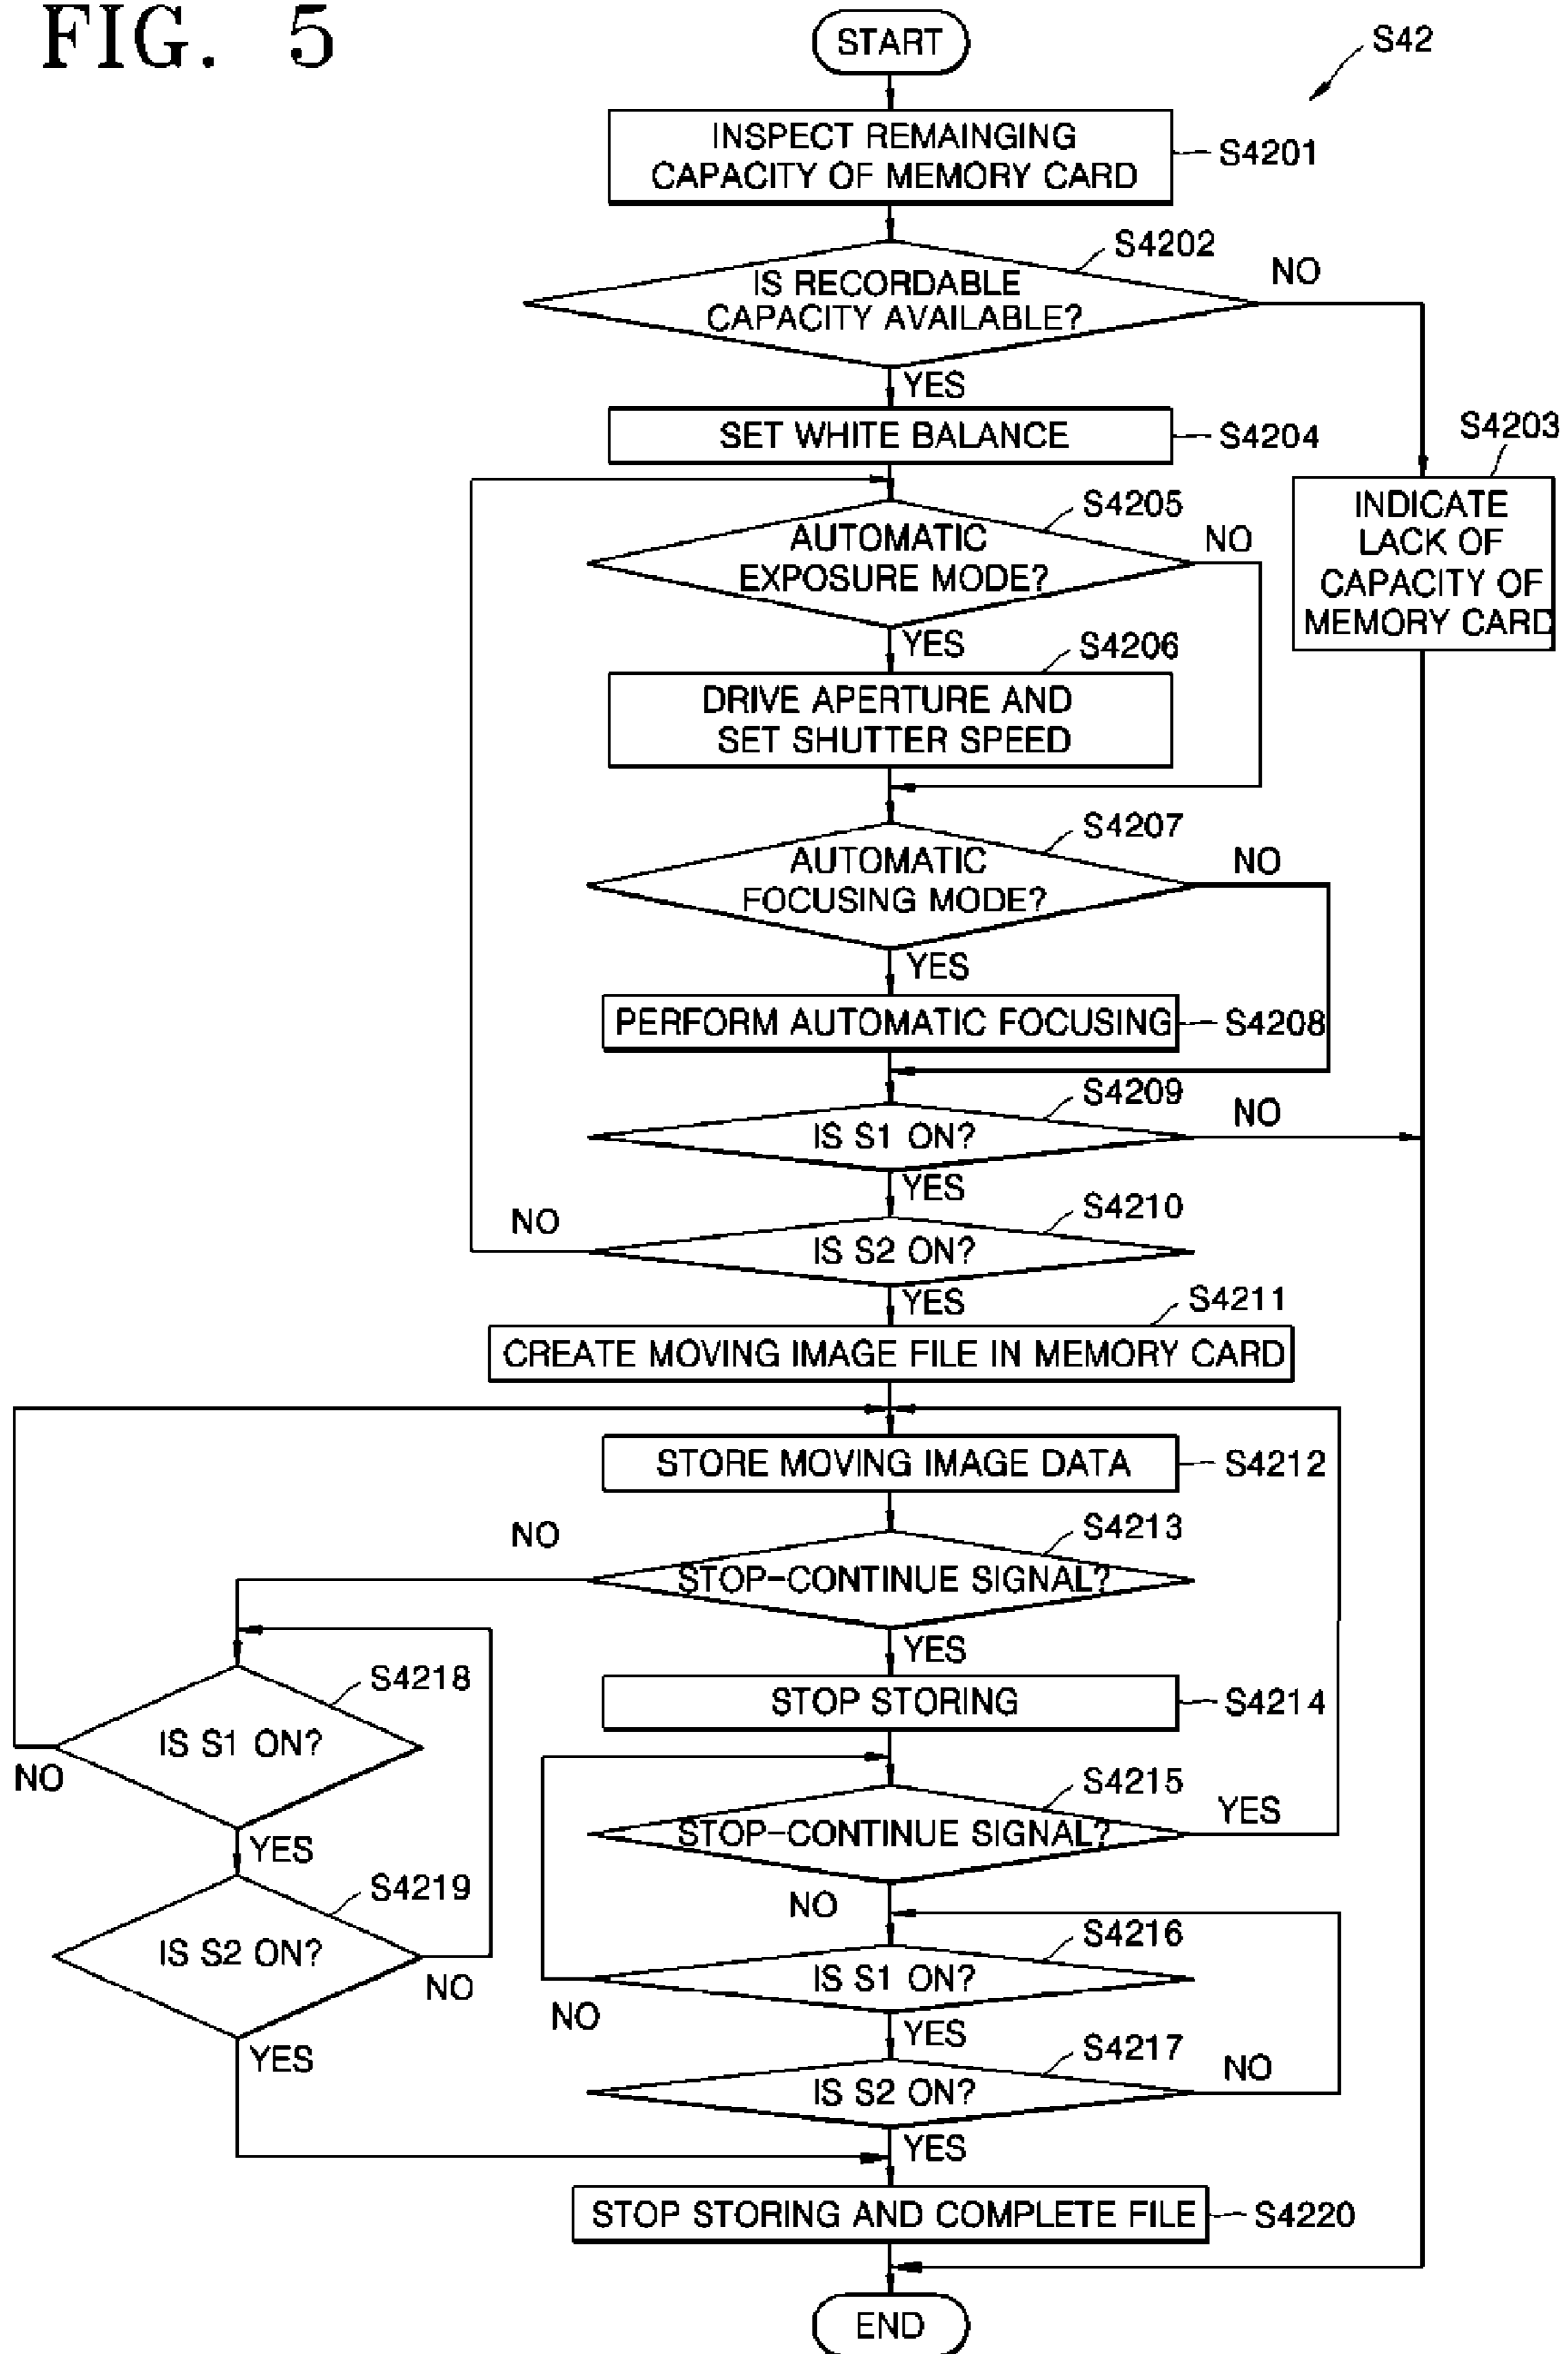 FIG. 5
START
S42
INSPECT REMAINGING
CAPACITY OF MEMORY CARD
S4201
S4202
NO
IS RECORDABLE
CAPACITY AVAILABLE?
YES
SET WHITE BALANCE
S4204
S4203
INDICATE
LACK OF
CAPACITY OF
MEMORY CARD
S4205
NO
AUTOMATIC
EXPOSURE MODE?
YES
S4206
DRIVE APERTURE AND
SET SHUTTER SPEED
S4207
NO
AUTOMATIC
FOCUSING MODE?
YES
PERFORM AUTOMATIC FOCUSING
S4208
S4209
NO
IS S1 ON?
YES
S4210
NO
IS S2 ON?
YES
S4211
CREATE MOVING IMAGE FILE IN MEMORY CARD
STORE MOVING IMAGE DATA
S4212
NO
S4213
STOP-CONTINUE SIGNAL?
YES
STOP STORING
S4214
S4218
IS S1 ON?
NO
YES
S4215
YES
STOP-CONTINUE SIGNAL?
NO
S4219
IS S2 ON?
NO
YES
S4216
IS S1 ON?
NO
YES
S4217
NO
IS S2 ON?
YES
STOP STORING AND COMPLETE FILE
S4220
END